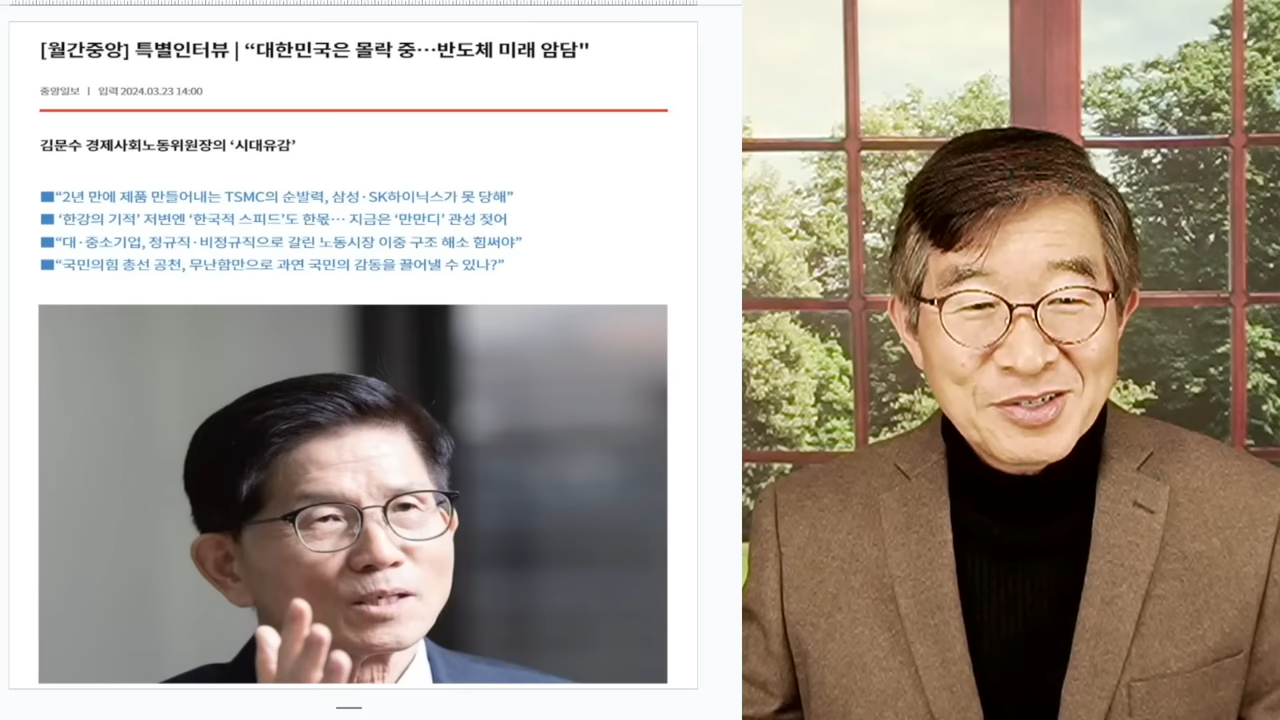 [월간중앙] 특별인터뷰 | “대한민국은 몰락 중…반도체 미래 암담"
중앙일보 | 입력 2024.03.23 14:00
김문수 경제사회노동위원장의 ‘시대유감’
■“2년 만에 제품 만들어내는 TSMC의 순발력, 삼성·SK하이닉스가 못 당해”
■ ‘한강의 기적’ 저변엔 ‘한국적 스피드’도 한몫… 지금은 ‘만만디’ 관성 젖어
■“대·중소기업, 정규직·비정규직으로 갈린 노동시장 이중 구조 해소 힘써야”
■“국민의힘 총선 공천, 무난함만으로 과연 국민의 감동을 끌어낼 수 있나?”